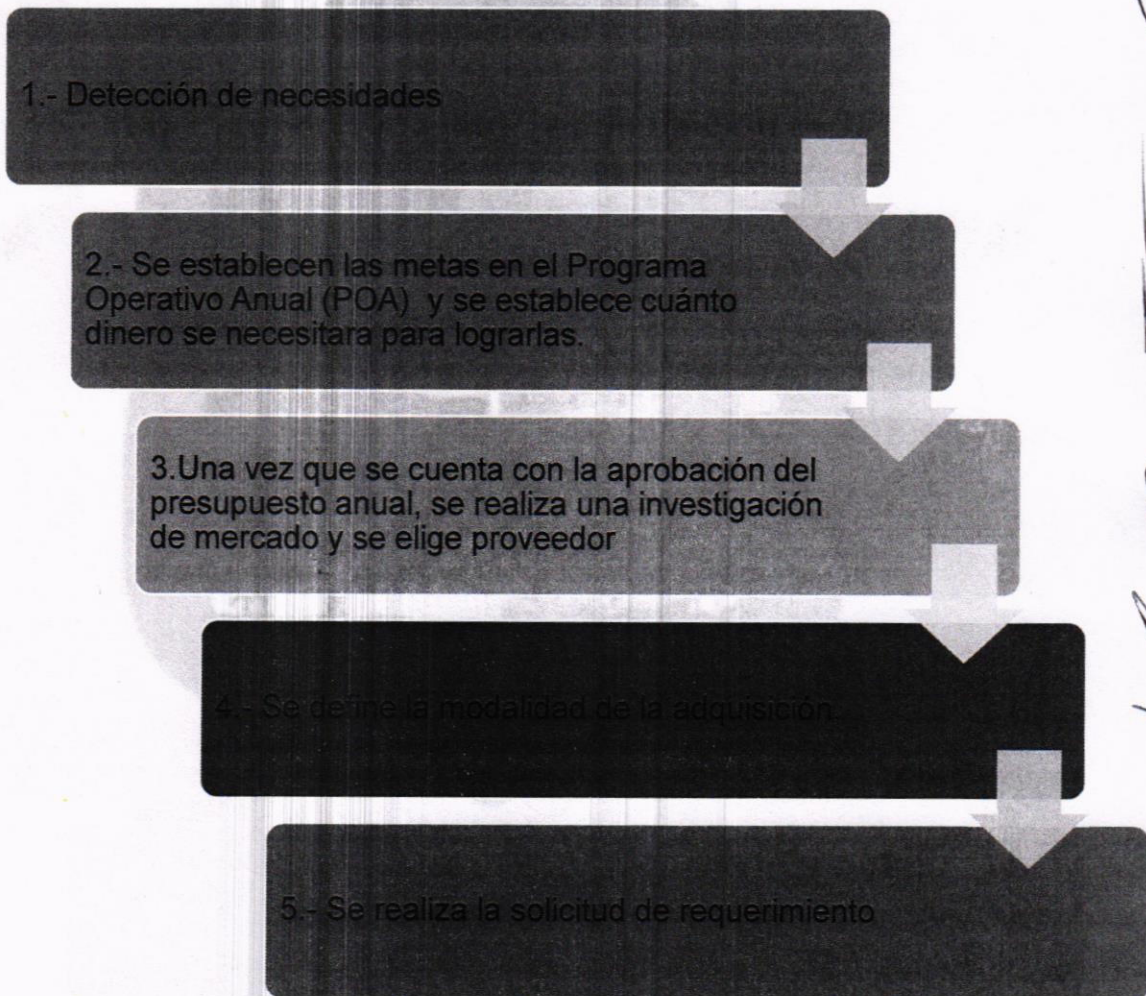 1.- Detección de necesidades
2.- Se establecen las metas en el Programa
Operativo Anual (POA) y se establece cuánto
dinero se necesitara para lograrlas.
3.Una vez que se cuenta con la aprobación del
presupuesto anual, se realiza una investigación
de mercado y se elige proveedor
4.- Se define la modalidad de la adquisición
5.- Se realiza la solicitud de requerimiento